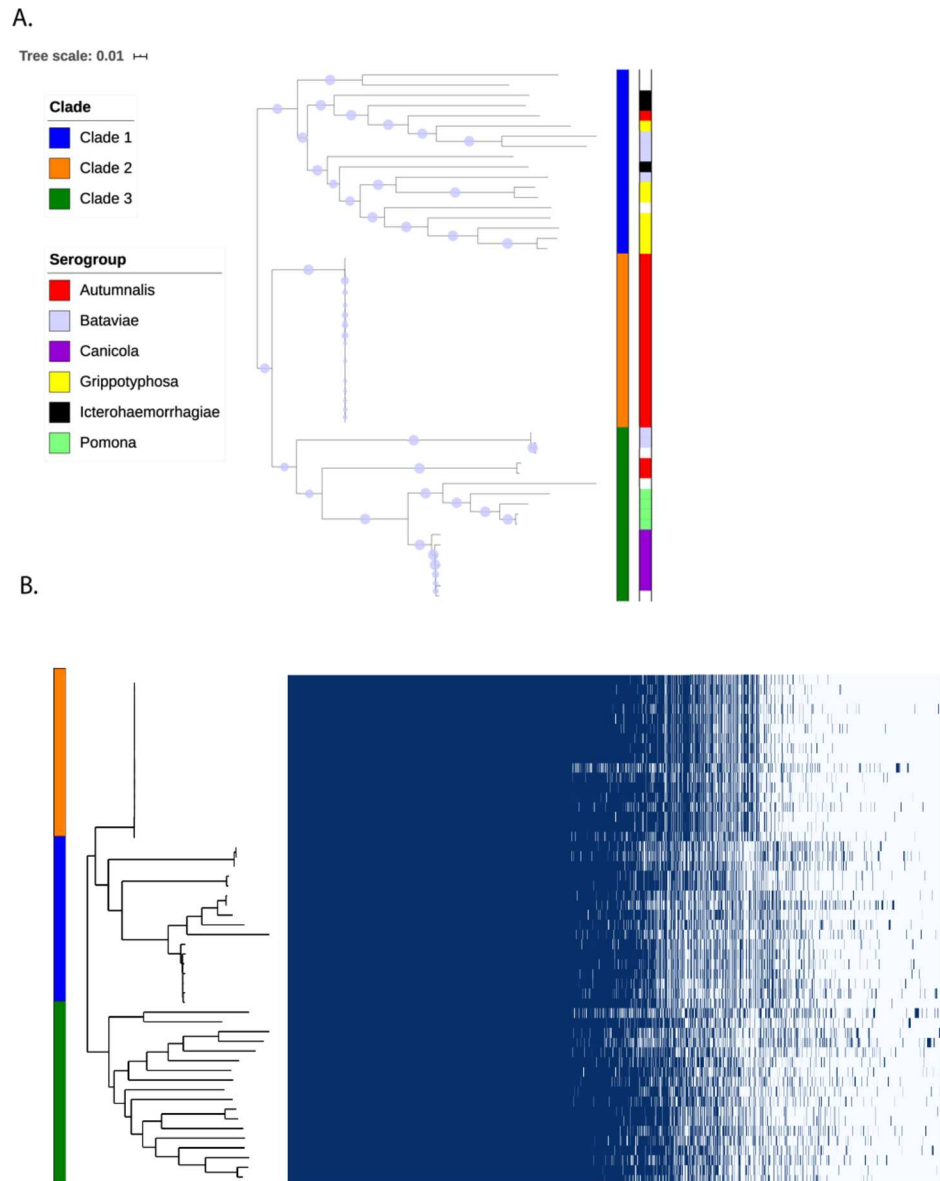 A.
Tree scale: 0.01
Clade
Clade 1
Clade 2
Clade 3
Serogroup
Autumnalis
Bataviae
Canicola
Grippotyphosa
Icterohaemorrhagiae
Pomona
B.